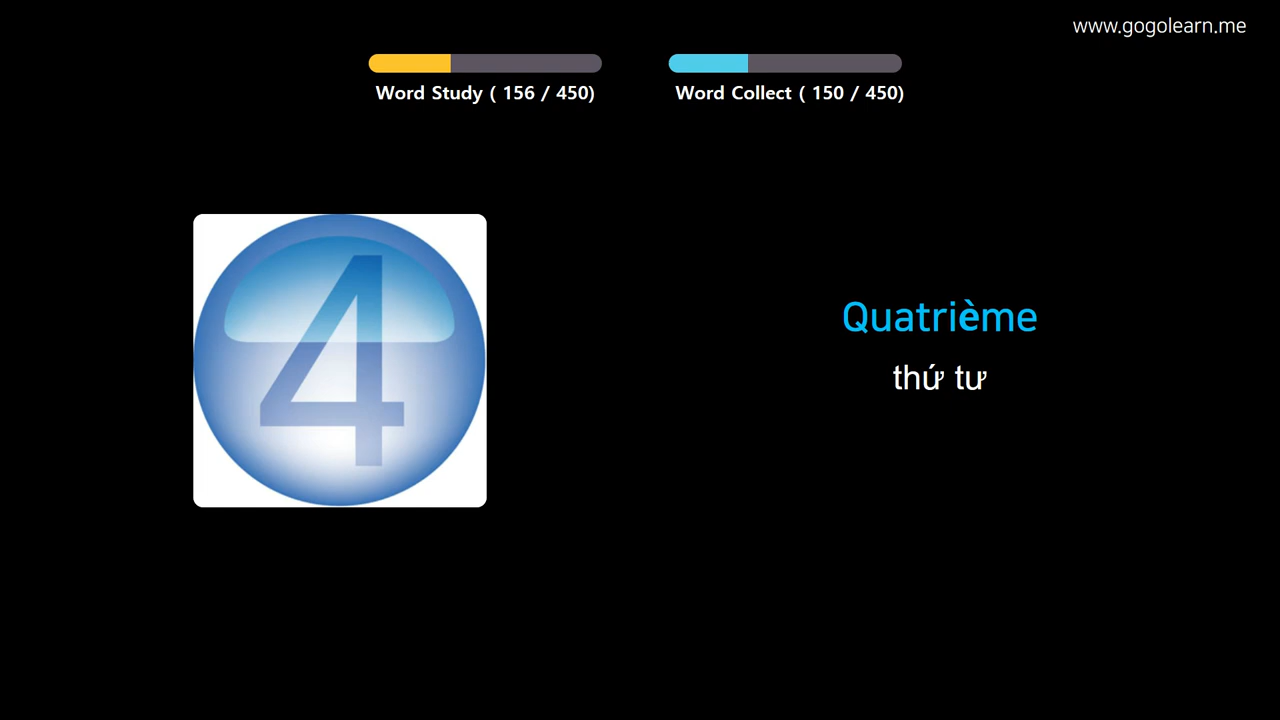 www.gogolearn.me
Word Study ( 156 / 450)
Word Collect ( 150 / 450)
4
Quatrième
thứ tư